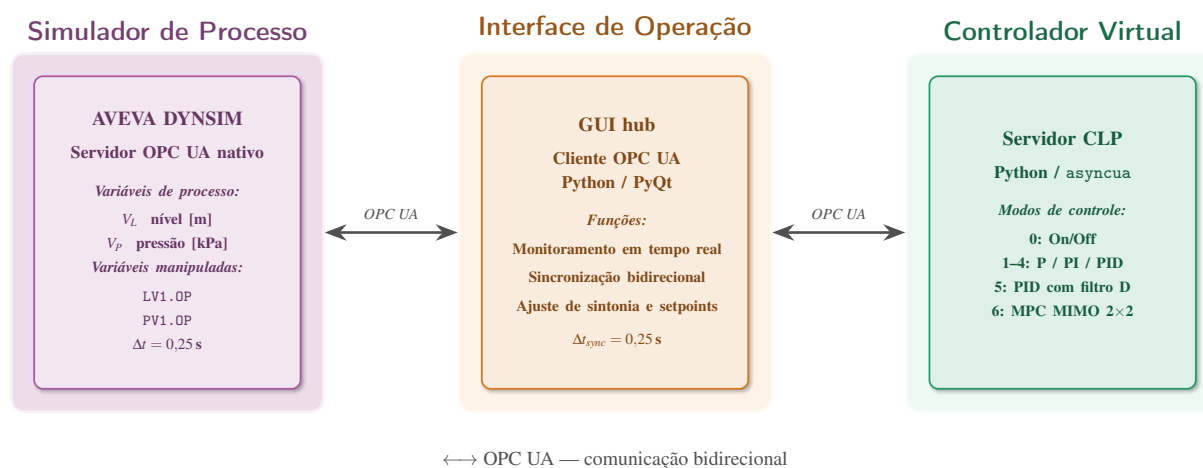 Simulador de Processo
AVEVA DYNSIM
Servidor OPC UA nativo
Variáveis de processo:
V_L nível [m]
V_P pressão [kPa]
Variáveis manipuladas:
LV1.OP
PV1.OP
Δt = 0,25 s
OPC UA
Interface de Operação
GUI hub
Cliente OPC UA
Python / PyQt
Funções:
Monitoramento em tempo real
Sincronização bidirecional
Ajuste de sintonia e setpoints
Δt_sync = 0,25 s
OPC UA
Controlador Virtual
Servidor CLP
Python / asyncua
Modos de controle:
0: On/Off
1–4: P / PI / PID
5: PID com filtro D
6: MPC MIMO 2×2
⟷ OPC UA — comunicação bidirecional